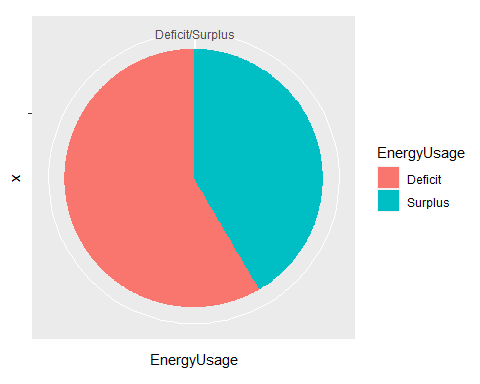 Deficit/Surplus
x
EnergyUsage
EnergyUsage
Deficit
Surplus